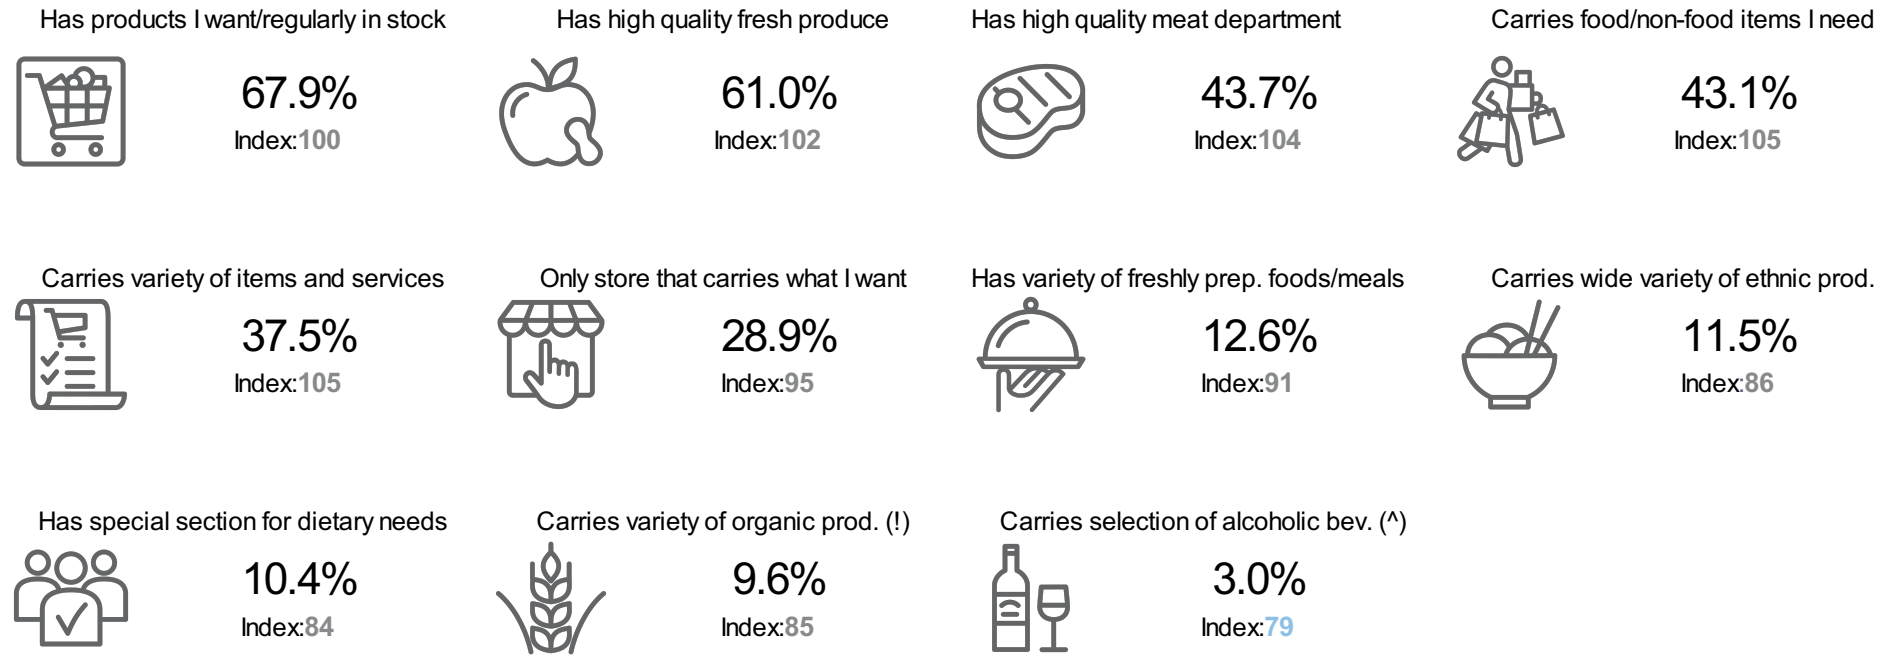 Has products I want/regularly in stock
67.9%
Index:100
Has high quality fresh produce
61.0%
Index:102
Has high quality meat department
43.7%
Index:104
Carries food/non-food items I need
43.1%
Index:105
Carries variety of items and services
37.5%
Index:105
Only store that carries what I want
28.9%
Index:95
Has variety of freshly prep. foods/meals
12.6%
Index:91
Carries wide variety of ethnic prod.
11.5%
Index:86
Has special section for dietary needs
10.4%
Index:84
Carries variety of organic prod. (!)
9.6%
Index:85
Carries selection of alcoholic bev. (^)
3.0%
Index:79